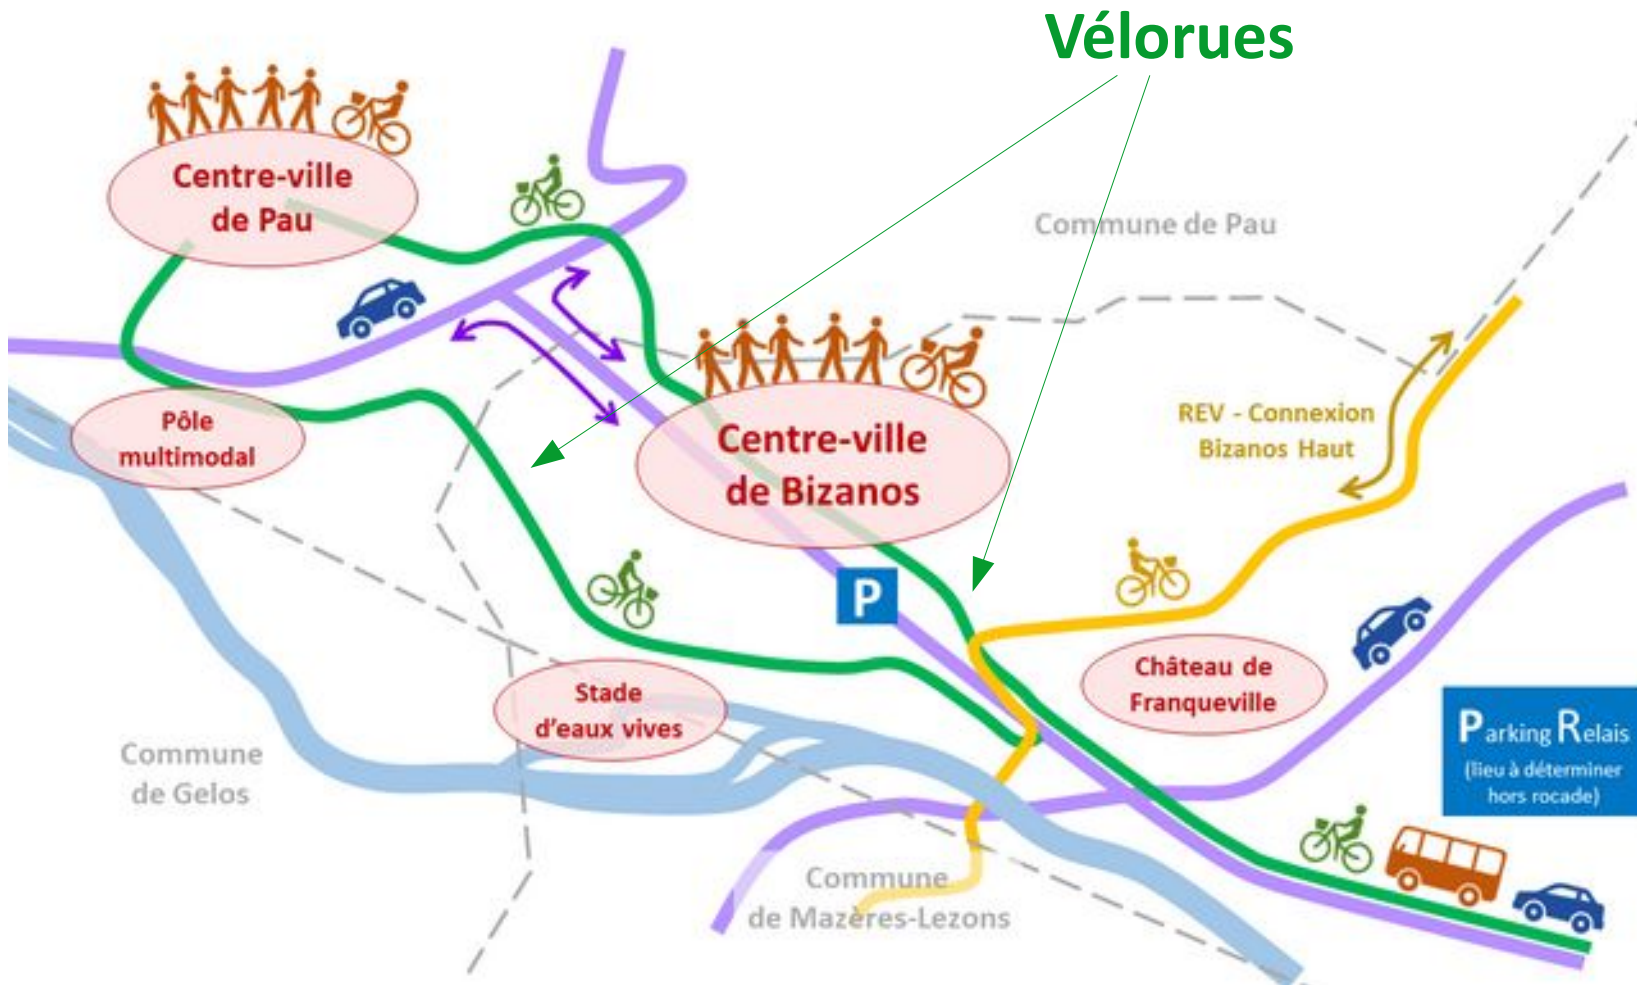 Vélorues
Centre-ville
de Pau
Commune de Pau
Centre-ville
de Bizanos
REV - Connexion
Bizanos Haut
Pôle
multimodal
P
Château de
Franqueville
Stade
d'eaux vives
Parking Relais
(lieu à déterminer
hors rocade)
Commune
de Gelos
Commune
de Mazères-Lezons